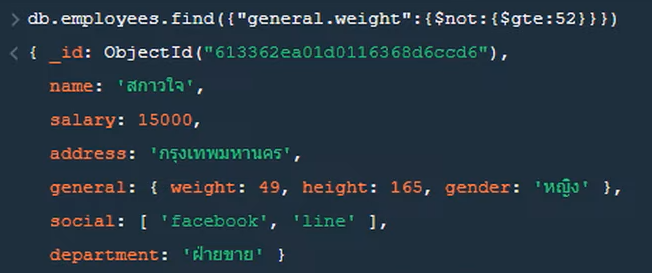 > db.employees.find({"general.weight":{$not:{$gte:52}}})
< { _id: ObjectId("613362ea01d0116368d6ccd6"),
name: 'สกาวใจ',
salary: 15000,
address: 'กรุงเทพมหานคร',
general: { weight: 49, height: 165, gender: 'หญิง' },
social: [ 'facebook', 'line' ],
department: 'ฝ่ายขาย' }